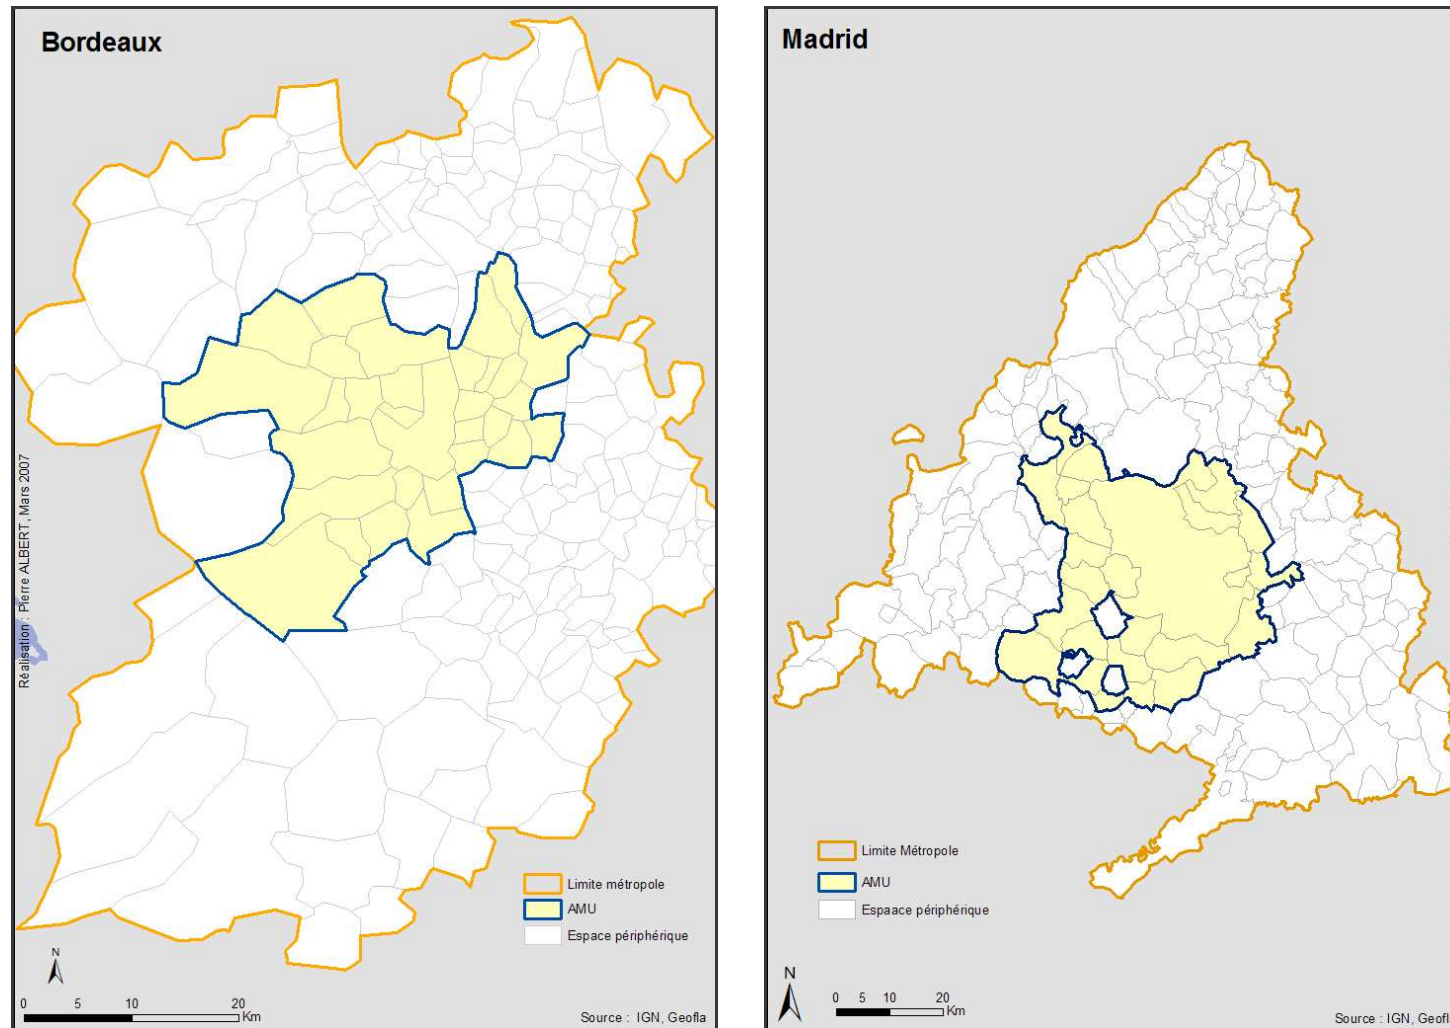 Bordeaux
Réalisation : Pierre ALBERT, Mars 2007
Limite métropole
AMU
Espace périphérique
N
0 5 10 20
Km
Source : IGN, Geofla
Madrid
Limite Métropole
AMU
Espaace périphérique
N
0 5 10 20
Km
Source : IGN, Geofl